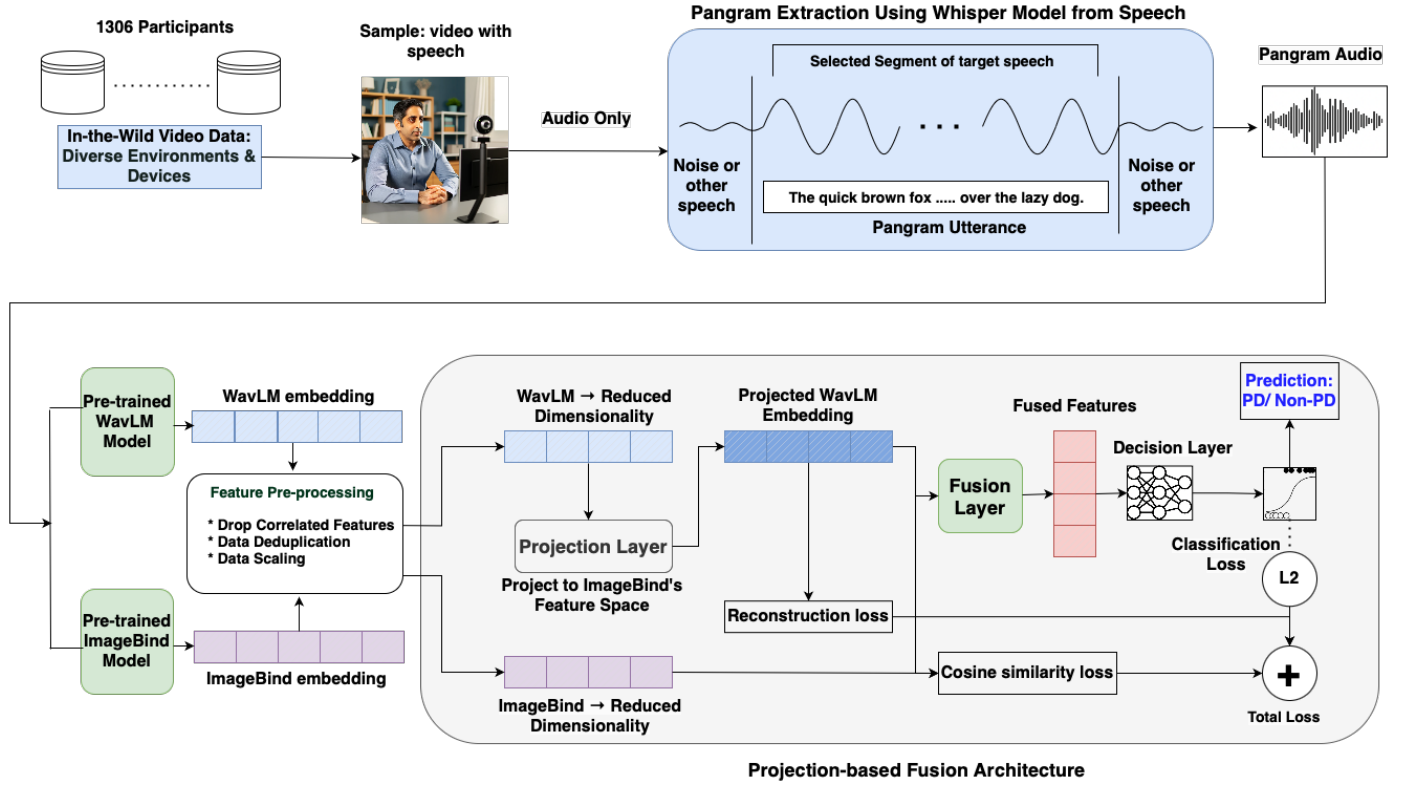 1306 Participants
In-the-Wild Video Data:
Diverse Environments &
Devices
Sample: video with
speech
Audio Only
Pangram Extraction Using Whisper Model from Speech
Selected Segment of target speech
Noise or
other
speech
The quick brown fox ..... over the lazy dog.
Pangram Utterance
Noise or
other
speech
Pangram Audio
Pre-trained
WavLM
Model
WavLM embedding
Feature Pre-processing
* Drop Correlated Features
* Data Deduplication
* Data Scaling
Pre-trained
ImageBind
Model
ImageBind embedding
WavLM → Reduced
Dimensionality
Projection Layer
Project to ImageBind's
Feature Space
ImageBind → Reduced
Dimensionality
Projected WavLM
Embedding
Reconstruction loss
Fusion
Layer
Fused Features
Decision Layer
Prediction:
PD/ Non-PD
Classification
Loss
L2
Cosine similarity loss
+
Total Loss
Projection-based Fusion Architecture